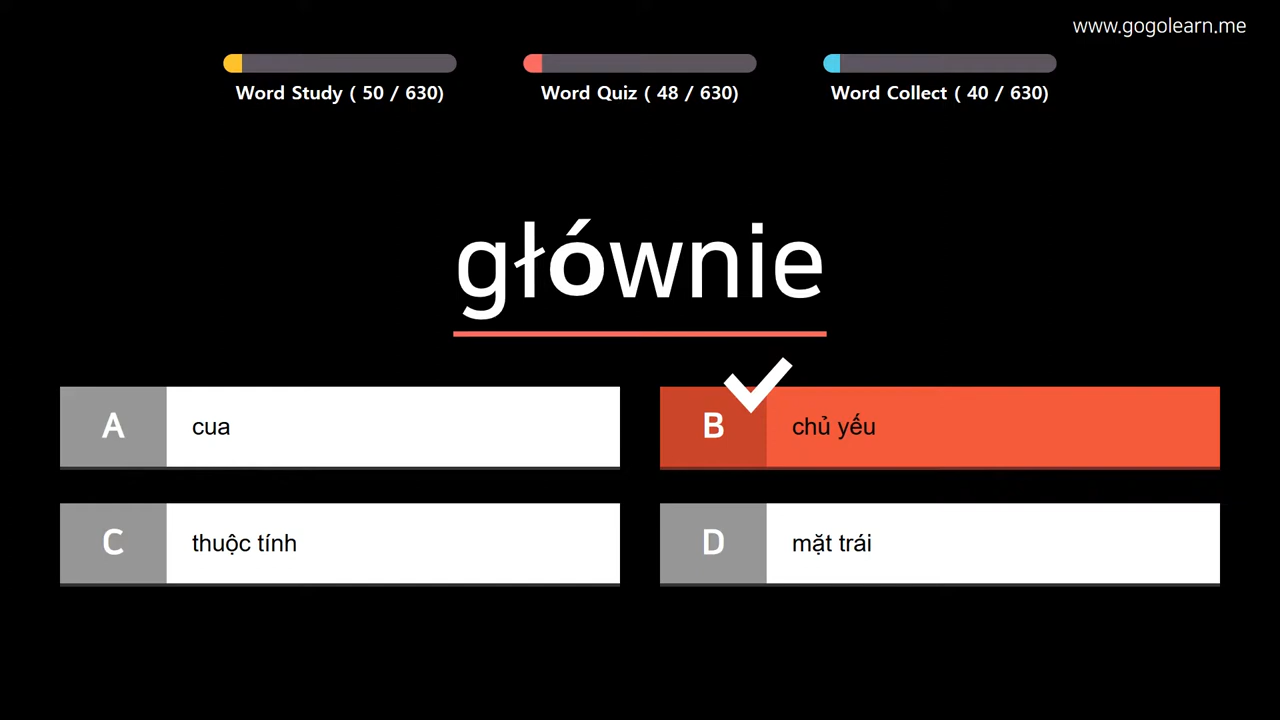 www.gogolearn.me
Word Study ( 50 / 630)
Word Quiz ( 48 / 630)
Word Collect ( 40 / 630)
głównie
A
cua
B
chủ yếu
C
thuộc tính
D
mặt trái